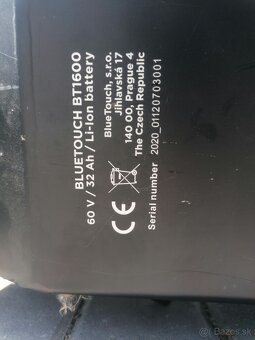 BLUETOUCH BT1600
60 V / 32 Ah / Li-Ion battery
BlueTouch, s.r.o.
Jihlavská 17
140 00, Prague 4
The Czech Republic
CE
Serial number 2020_01120703001
Bazos.sk